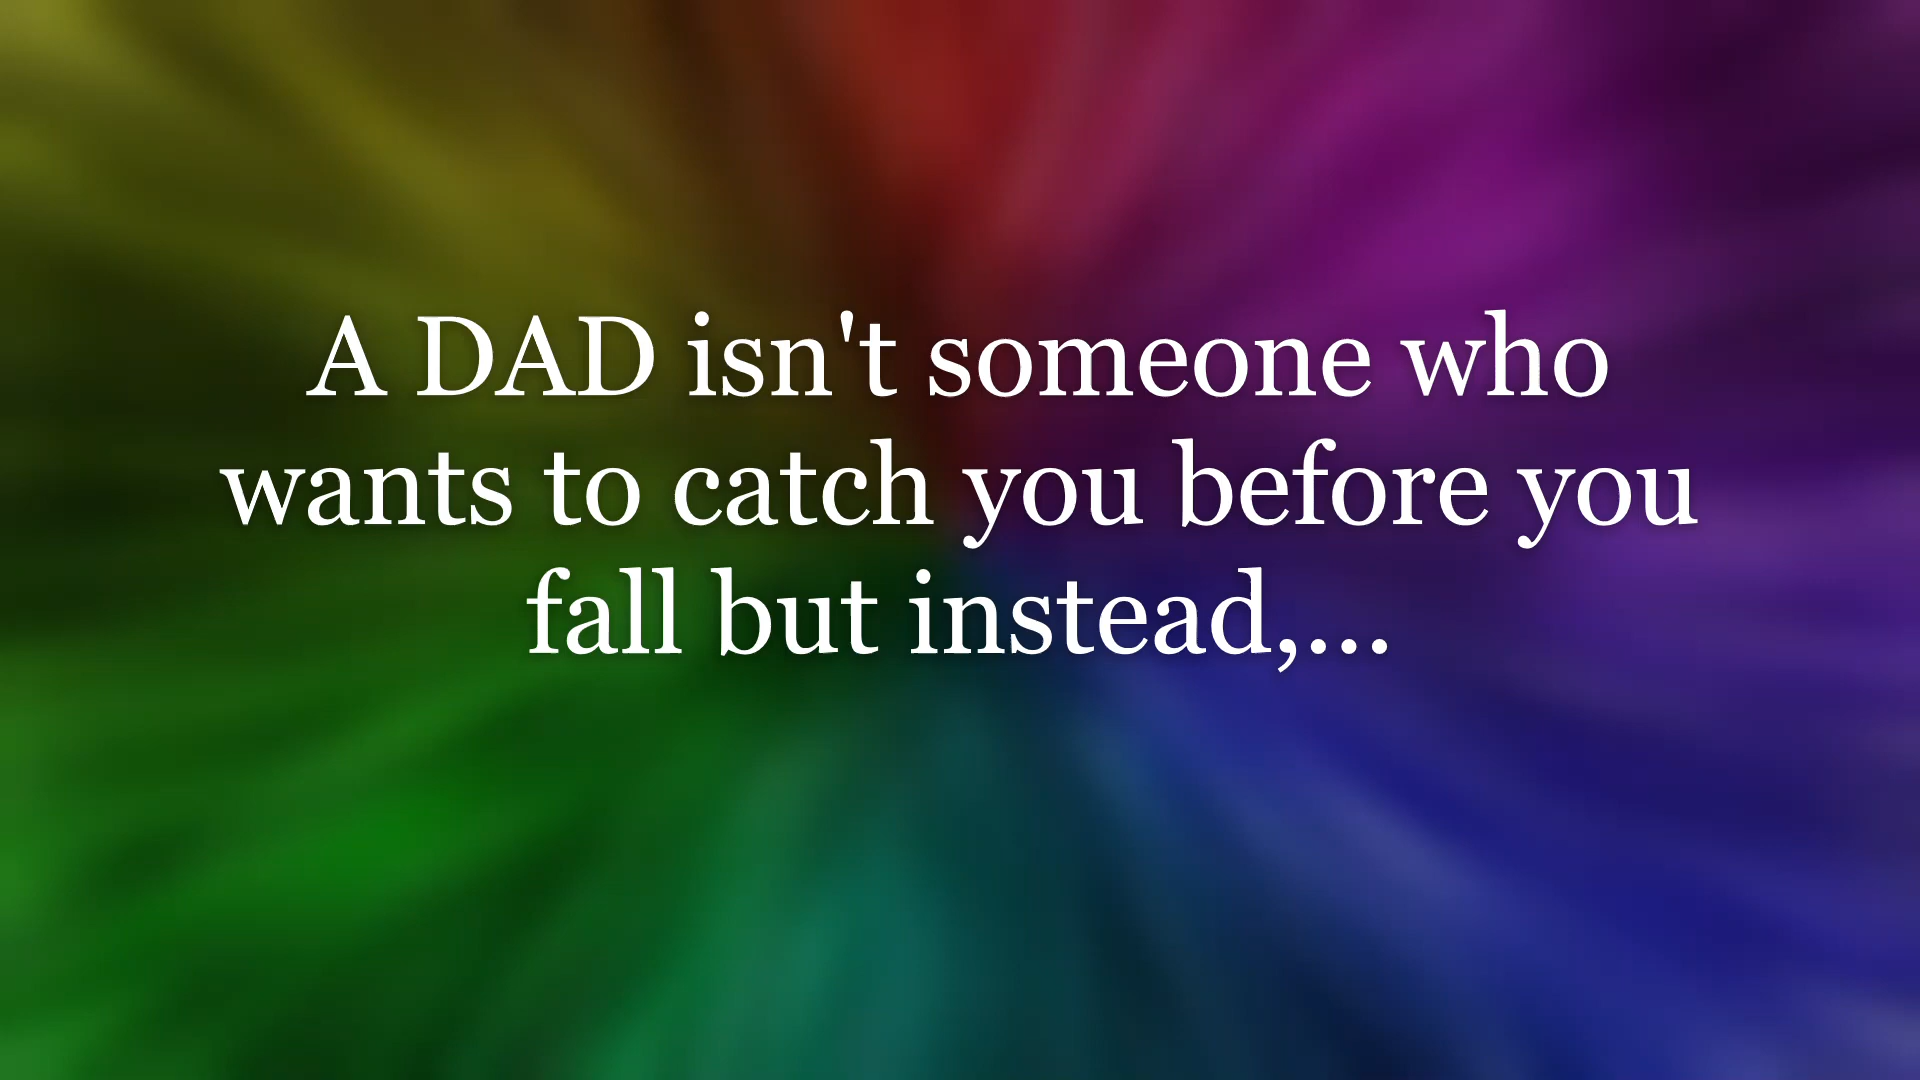 A DAD isn't someone who
wants to catch you before you
fall but instead,...